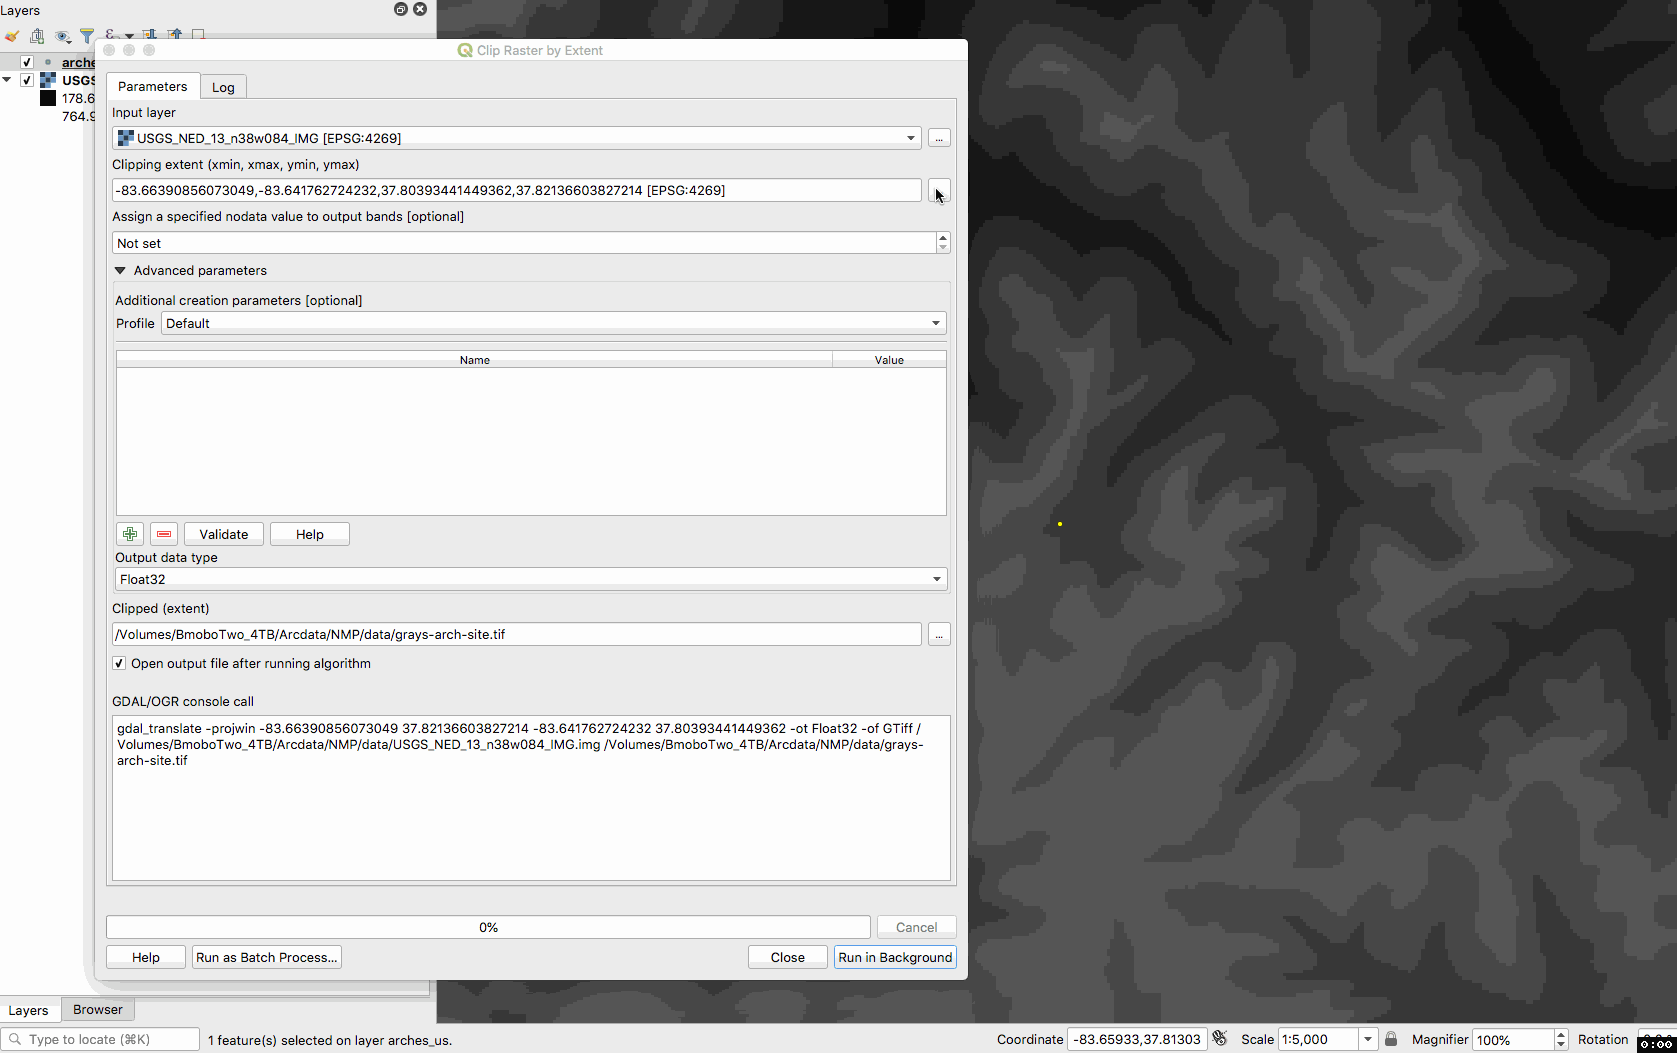 Layers
Clip Raster by Extent
arche
USGS
178.6
764.9
Parameters
Log
Input layer
USGS_NED_13_n38w084_IMG [EPSG:4269]
...
Clipping extent (xmin, xmax, ymin, ymax)
-83.66390856073049,-83.641762724232,37.80393441449362,37.82136603827214 [EPSG:4269]
Assign a specified nodata value to output bands [optional]
Not set
Advanced parameters
Additional creation parameters [optional]
Profile
Default
Name
Value
Validate
Help
Output data type
Float32
Clipped (extent)
/Volumes/BmoboTwo_4TB/Arcdata/NMP/data/grays-arch-site.tif
...
Open output file after running algorithm
GDAL/OGR console call
gdal_translate -projwin -83.66390856073049 37.82136603827214 -83.641762724232 37.80393441449362 -ot Float32 -of GTiff /
Volumes/BmoboTwo_4TB/Arcdata/NMP/data/USGS_NED_13_n38w084_IMG.img /Volumes/BmoboTwo_4TB/Arcdata/NMP/data/grays-
arch-site.tif
0%
Cancel
Help
Run as Batch Process...
Close
Run in Background
Layers
Browser
Type to locate (⌘K)
1 feature(s) selected on layer arches_us.
Coordinate
-83.65933,37.81303
Scale
1:5,000
Magnifier
100%
Rotation
0:00